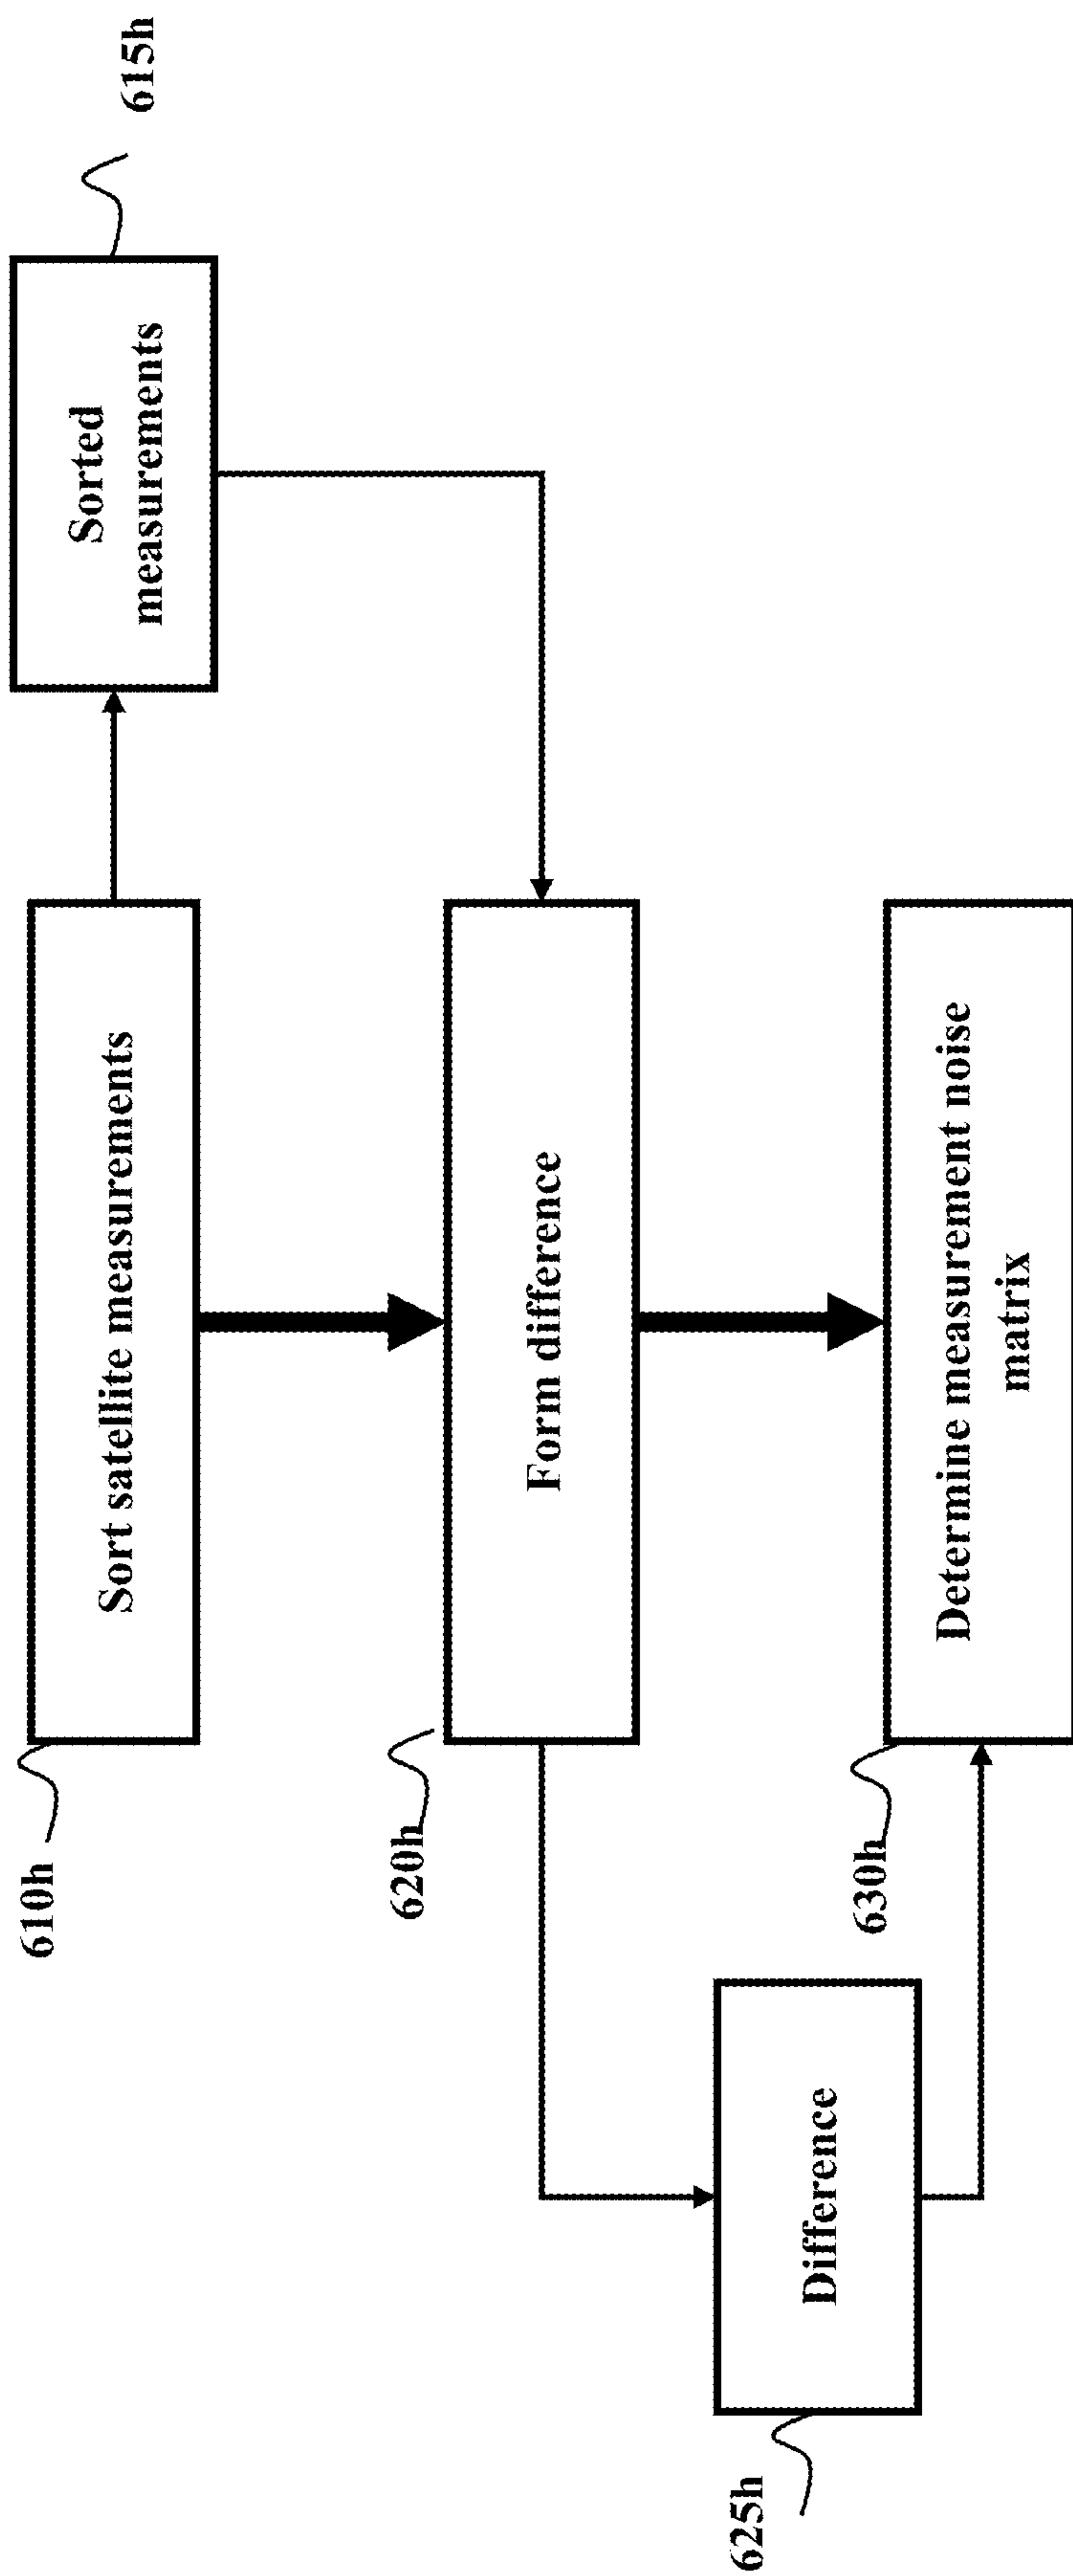 610h
Sort satellite measurements
Sorted
measurements
615h
620h
Form difference
625h
Difference
630h
Determine measurement noise
matrix